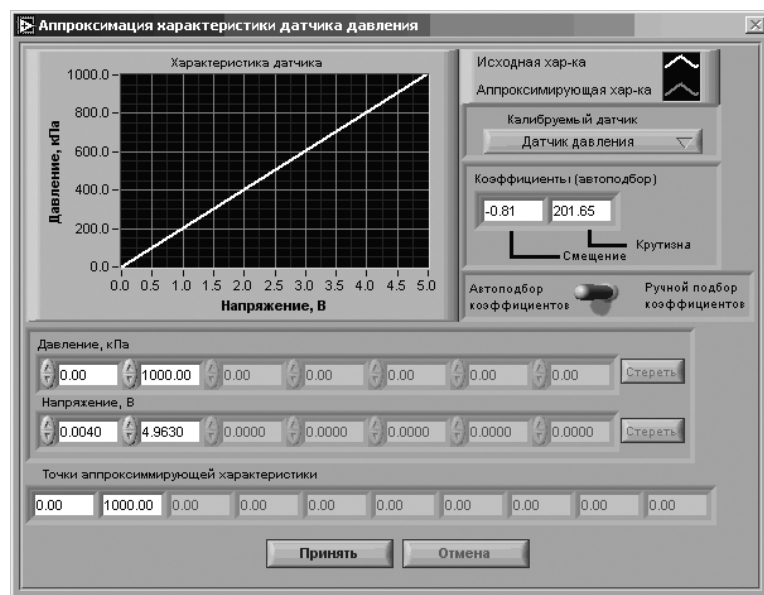 Аппроксимация характеристики датчика давления
Характеристика датчика
1000.0
800.0
600.0
400.0
200.0
0.0
Давление, кПа
0.0 0.5 1.0 1.5 2.0 2.5 3.0 3.5 4.0 4.5 5.0
Напряжение, В
Исходная хар-ка
Аппроксимирующая хар-ка
Калибруемый датчик
Датчик давления
Коэффициенты (автоподбор)
-0.81 201.65
Крутизна
Смещение
Автоподбор коэффициентов
Ручной подбор коэффициентов
Давление, кПа
0.00 1000.00 0.00 0.00 0.00 0.00 0.00 Стереть
Напряжение, В
0.0040 4.9630 0.0000 0.0000 0.0000 0.0000 0.0000 Стереть
Точки аппроксиммирующей характеристики
0.00 1000.00 0.00 0.00 0.00 0.00 0.00 0.00 0.00 0.00
Принять Отмена